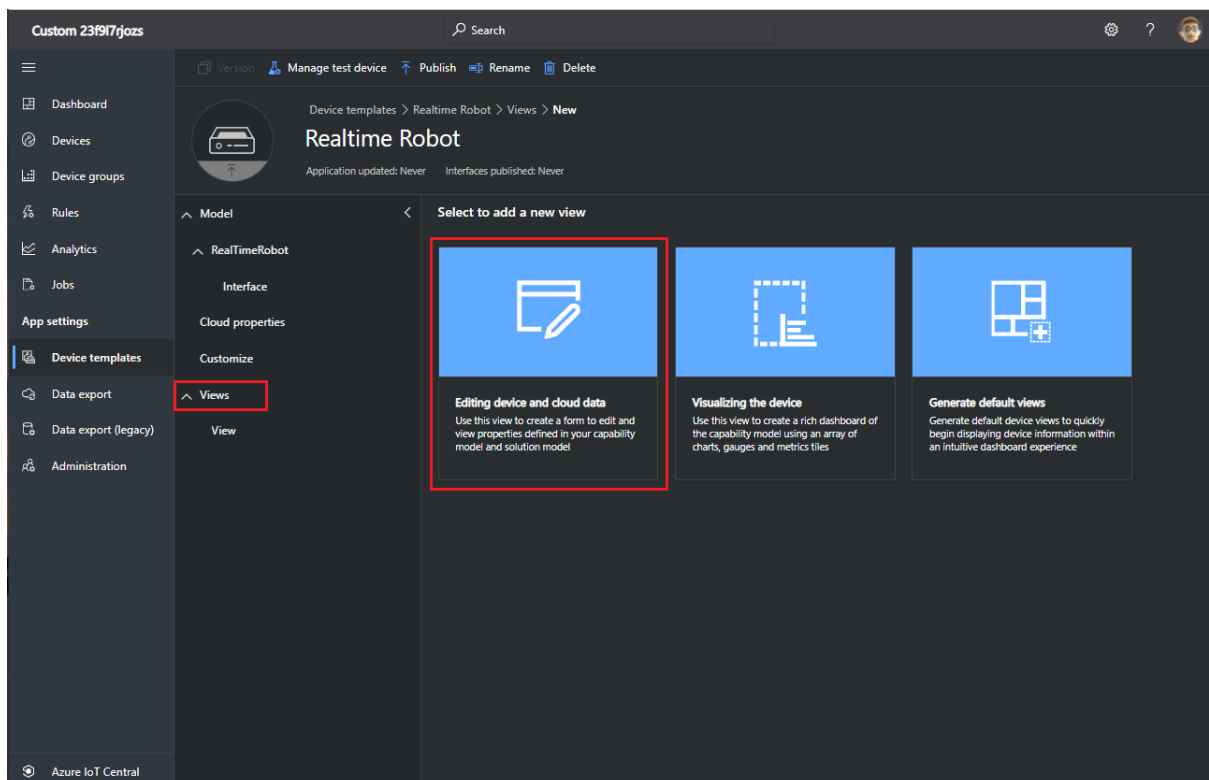 Custom 23f9l7rjozs
Search
?
Version
Manage test device
Publish
Rename
Delete
Dashboard
Devices
Device groups
Rules
Analytics
Jobs
App settings
Device templates
Data export
Data export (legacy)
Administration
Azure IoT Central
Device templates > Realtime Robot > Views > New
Realtime Robot
Application updated: Never
Interfaces published: Never
Model
RealTimeRobot
Interface
Cloud properties
Customize
Views
View
Select to add a new view
Editing device and cloud data
Use this view to create a form to edit and
view properties defined in your capability
model and solution model
Visualizing the device
Use this view to create a rich dashboard of
the capability model using an array of
charts, gauges and metrics tiles
Generate default views
Generate default device views to quickly
begin displaying device information within
an intuitive dashboard experience